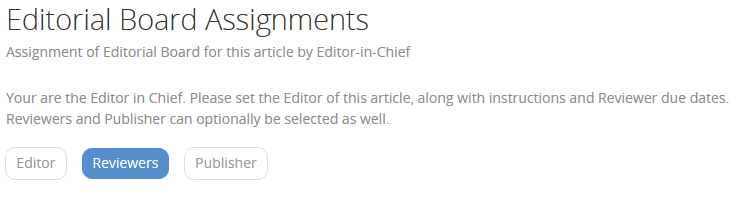 Editorial Board Assignments
Assignment of Editorial Board for this article by Editor-in-Chief
Your are the Editor in Chief. Please set the Editor of this article, along with instructions and Reviewer due dates.
Reviewers and Publisher can optionally be selected as well.
Editor Reviewers Publisher